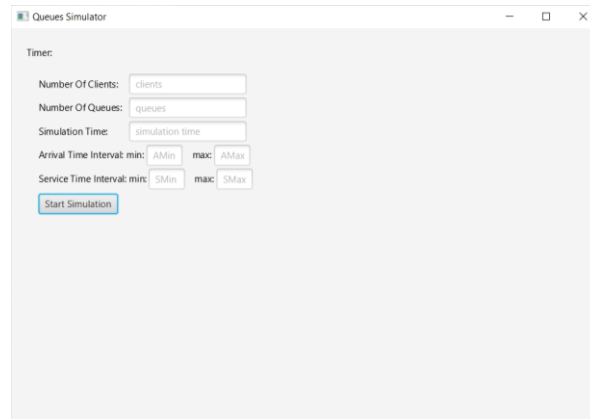 Queues Simulator
Timer:
Number Of Clients: clients
Number Of Queues: queues
Simulation Time: simulation time
Arrival Time Interval: min: AMin max: AMax
Service Time Interval: min: SMin max: SMax
Start Simulation